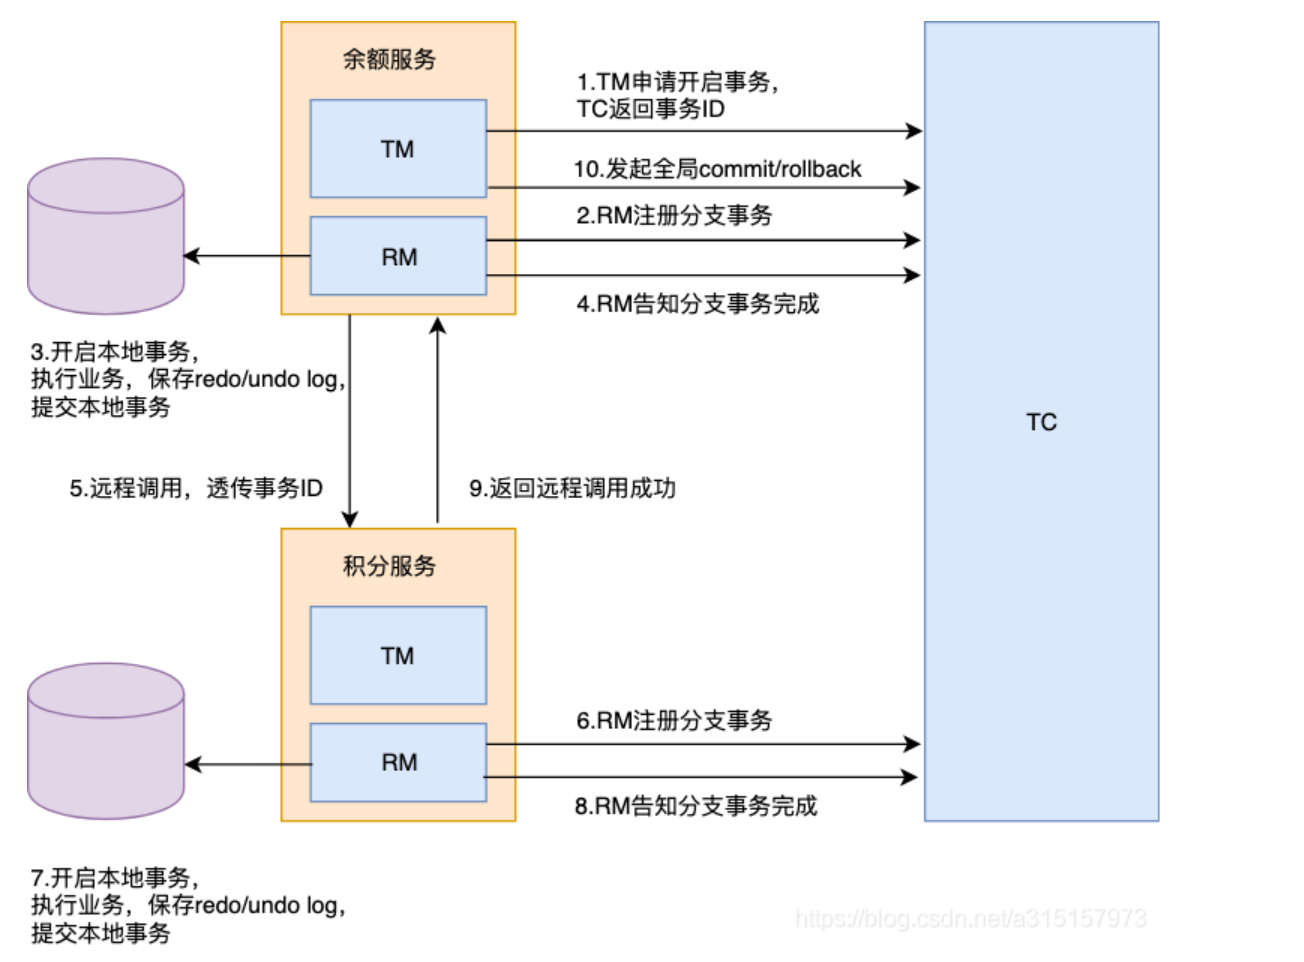 余额服务
TM
RM
1.TM申请开启事务，
TC返回事务ID
10.发起全局commit/rollback
2.RM注册分支事务
4.RM告知分支事务完成
3.开启本地事务，
执行业务，保存redo/undo log，
提交本地事务
TC
5.远程调用，透传事务ID
9.返回远程调用成功
积分服务
TM
RM
6.RM注册分支事务
8.RM告知分支事务完成
7.开启本地事务，
执行业务，保存redo/undo log，
提交本地事务
https://blog.csdn.net/a315157973